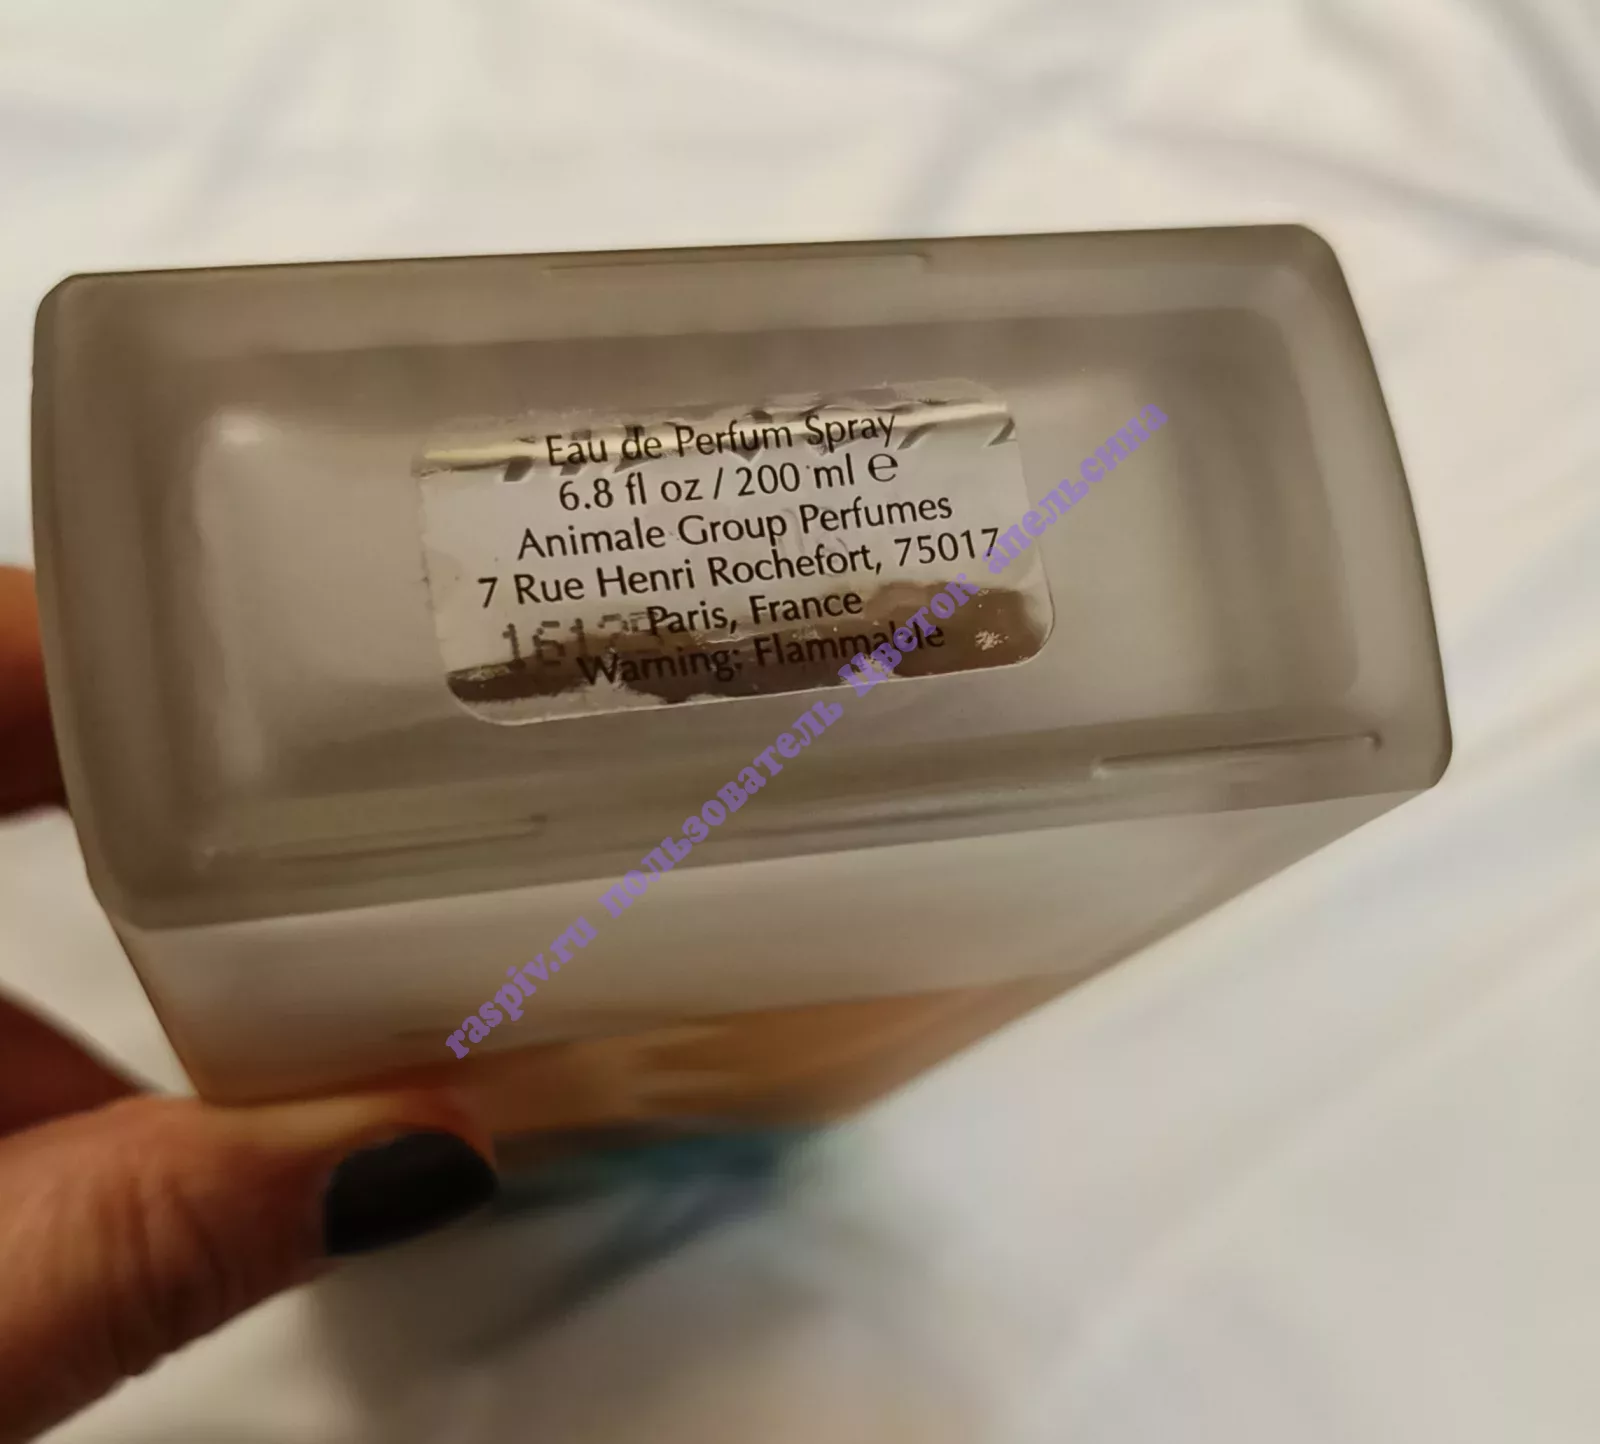 Eau de Perfum Spray
6.8 fl oz / 200 ml ℮
Animale Group Perfumes
7 Rue Henri Rochefort, 75017
Paris, France
Warning: Flammable
raspiv.ru пользователь Цветок апельсина